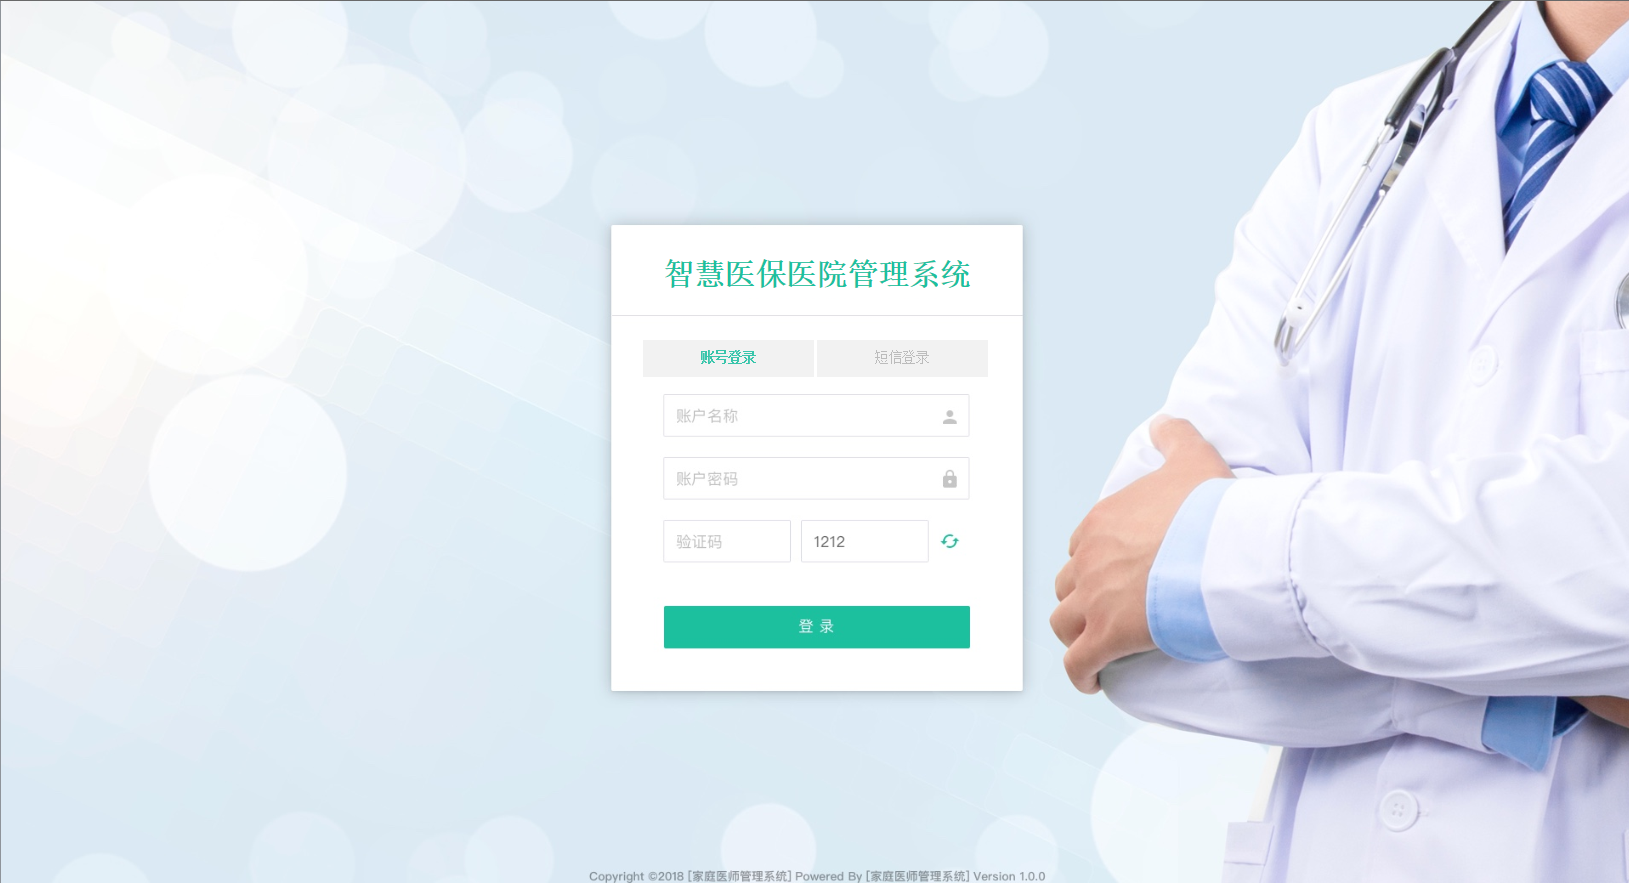 智慧医保医院管理系统
账号登录 短信登录
账户名称
账户密码
验证码 1212
登 录
Copyright ©2018 [家庭医师管理系统] Powered By [家庭医师管理系统] Version 1.0.0